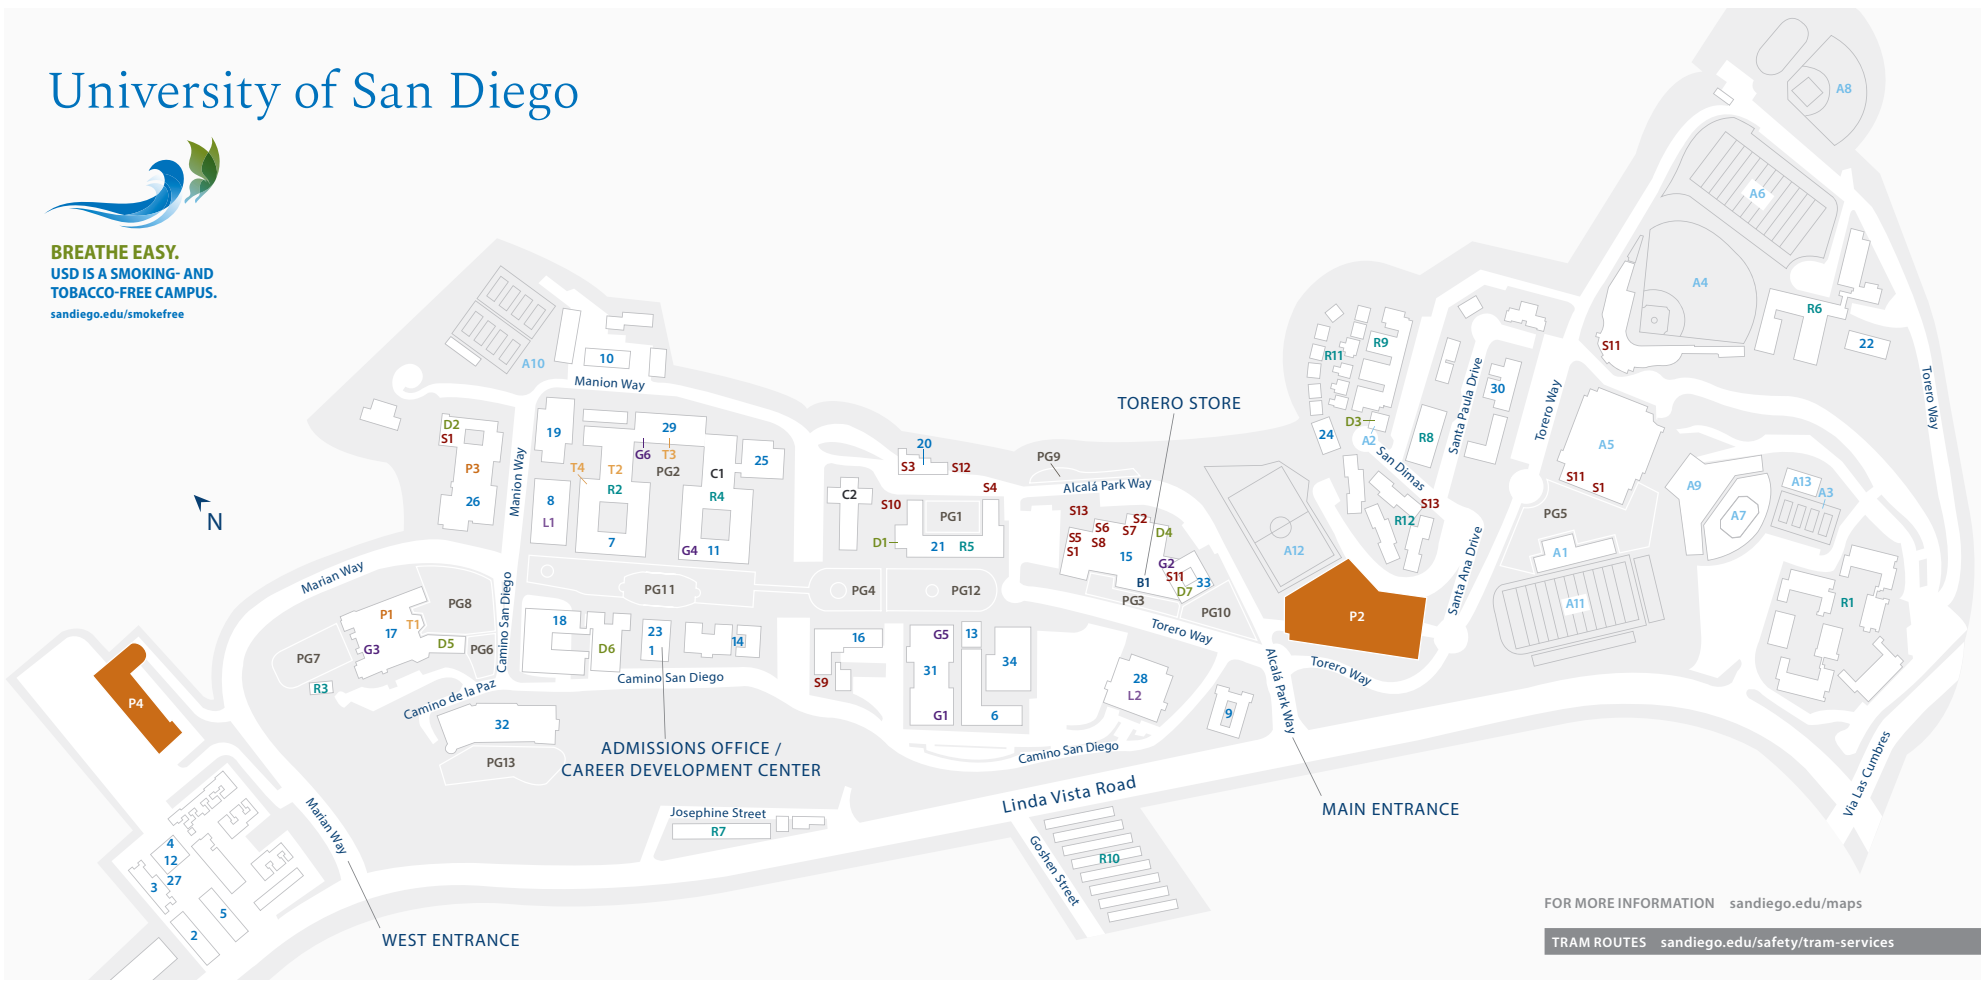 University of San Diego
BREATHE EASY.
USD IS A SMOKING- AND
TOBACCO-FREE CAMPUS.
sandiego.edu/smokefree
N
A8
A6
A4
R6
22
S11
Torero Way
A10
10
Manion Way
R11
R9
D3
A2
24
R8
30
Santa Paula Drive
Torero Way
San Dimas
A5
S11
S1
S13
R12
PG5
A9
A7
A13
A3
A1
A11
R1
Santa Ana Drive
TORERO STORE
D2
S1
P3
26
19
Manion Way
8
L1
29
G6
T3
PG2
T4
T2
R2
7
C1
R4
G4
11
25
20
S3
S12
S4
C2
S10
PG1
D1
21
R5
PG9
Alcalá Park Way
S13
S6
S2
S7
D4
S5
S8
S1
15
G2
B1
S11
D7
33
PG3
PG10
A12
P2
Marian Way
PG8
P1
T1
17
G3
D5
PG6
PG7
R3
Camino San Diego
Camino de la Paz
PG11
PG4
PG12
18
D6
23
1
14
16
S9
13
G5
31
G1
34
6
28
L2
9
Torero Way
Torero Way
Alcalá Park Way
Camino San Diego
Camino San Diego
32
PG13
P4
ADMISSIONS OFFICE /
CAREER DEVELOPMENT CENTER
Linda Vista Road
MAIN ENTRANCE
Josephine Street
R7
Goshen Street
R10
Via Las Cumbres
Marian Way
4
12
27
3
5
2
WEST ENTRANCE
FOR MORE INFORMATION sandiego.edu/maps
TRAM ROUTES sandiego.edu/safety/tram-services